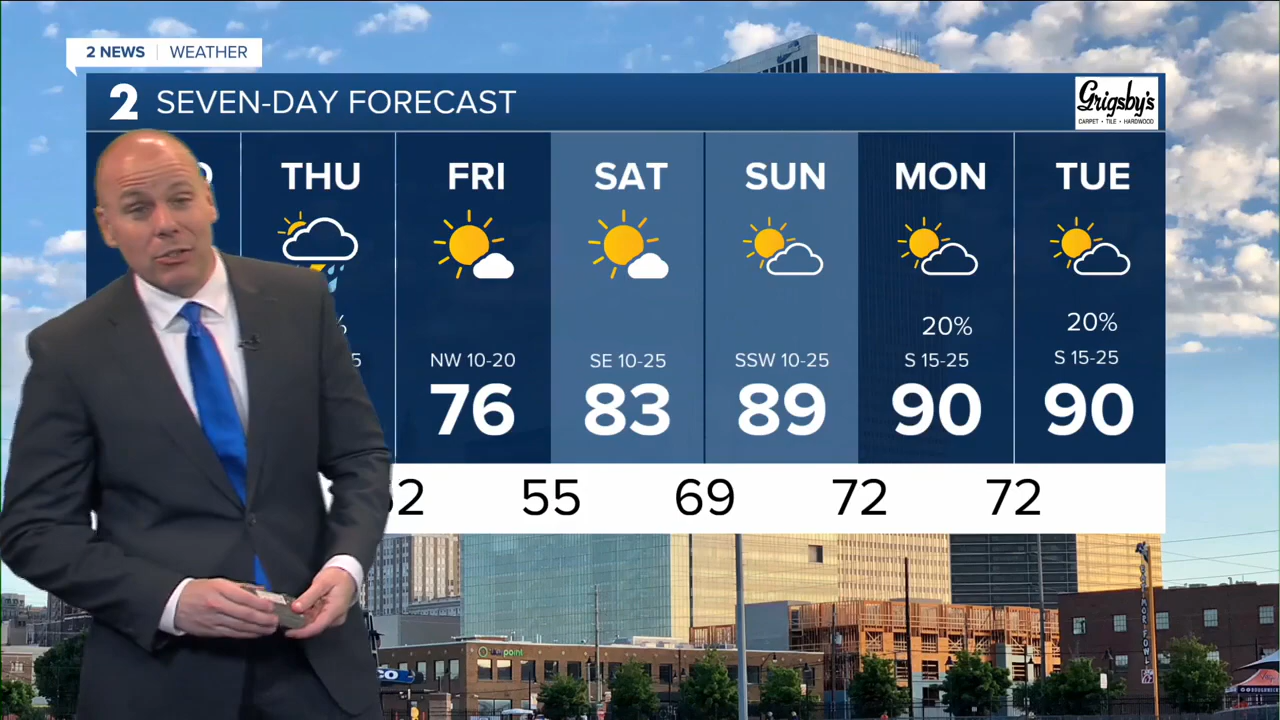 2 NEWS | WEATHER
2 SEVEN-DAY FORECAST
Grigsby's
CARPET • TILE • HARDWOOD
THU FRI SAT SUN MON TUE
20% 20%
NW 10-20 SE 10-25 SSW 10-25 S 15-25 S 15-25
76 83 89 90 90
55 69 72 72
point